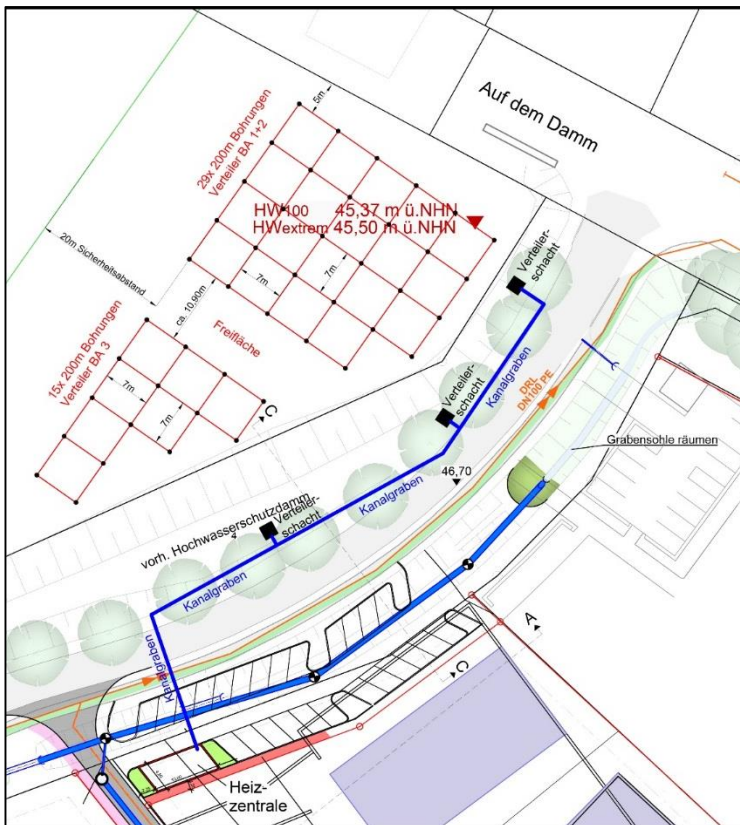 Auf dem Damm
5m
29x 200m Bohrungen
Verteiler BA 1+2
HW100 45,37 m ü.NHN
HWextrem 45,50 m ü.NHN
20m Sicherheitsabstand
7m
7m
ca. 10,90m
Freifläche
15x 200m Bohrungen
Verteiler BA 3
7m
7m
C
Verteiler-
schacht
Kanalgraben
DRL
DN100 PE
Verteiler-
schacht
Grabensohle räumen
46,70
Kanalgraben
vorh. Hochwasserschutzdamm
4
Verteiler-
schacht
Kanalgraben
Kanalgraben
A
C
Heiz-
zentrale